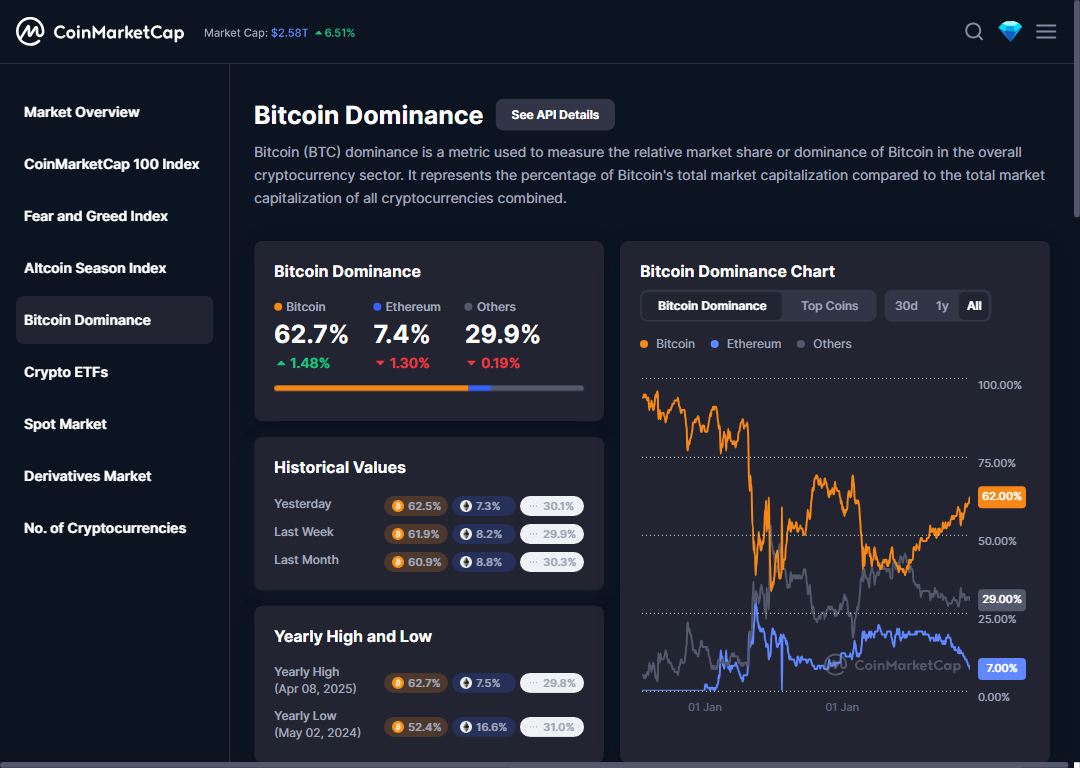 CoinMarketCap
Market Cap: $2.58T 6.51%
Market Overview
CoinMarketCap 100 Index
Fear and Greed Index
Altcoin Season Index
Bitcoin Dominance
Crypto ETFs
Spot Market
Derivatives Market
No. of Cryptocurrencies
Bitcoin Dominance
See API Details
Bitcoin (BTC) dominance is a metric used to measure the relative market share or dominance of Bitcoin in the overall
cryptocurrency sector. It represents the percentage of Bitcoin's total market capitalization compared to the total market
capitalization of all cryptocurrencies combined.
Bitcoin Dominance
Bitcoin Ethereum Others
62.7% 7.4% 29.9%
1.48% 1.30% 0.19%
Historical Values
Yesterday 62.5% 7.3% 30.1%
Last Week 61.9% 8.2% 29.9%
Last Month 60.9% 8.8% 30.3%
Yearly High and Low
Yearly High
(Apr 08, 2025) 62.7% 7.5% 29.8%
Yearly Low
(May 02, 2024) 52.4% 16.6% 31.0%
Bitcoin Dominance Chart
Bitcoin Dominance Top Coins 30d 1y All
Bitcoin Ethereum Others
100.00%
75.00%
62.00%
50.00%
29.00%
25.00%
CoinMarketCap
7.00%
0.00%
01 Jan 01 Jan